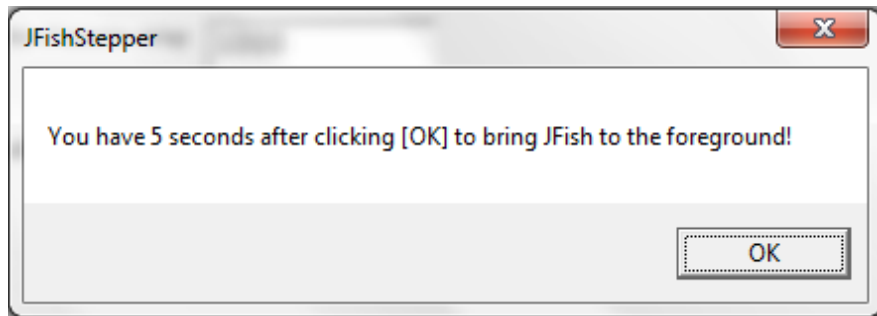 JFishStepper
You have 5 seconds after clicking [OK] to bring JFish to the foreground!
OK